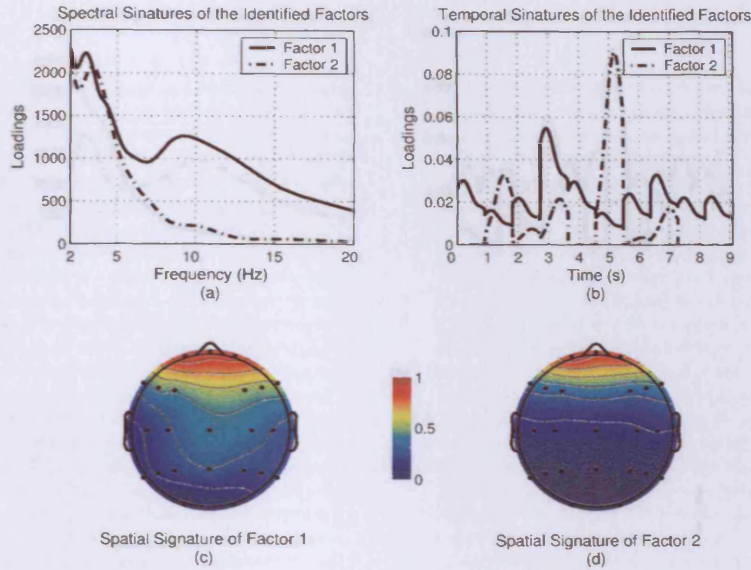 Spectral Sinatures of the Identified Factors
2500
2000
1500
1000
500
0
Loadings
Factor 1
Factor 2
2
5
10
15
20
Frequency (Hz)
(a)
Temporal Sinatures of the Identified Factors
0.1
0.08
0.06
0.04
0.02
0
Loadings
Factor 1
Factor 2
0
1
2
3
4
5
6
7
8
9
Time (s)
(b)
1
0.5
0
Spatial Signature of Factor 1
(c)
Spatial Signature of Factor 2
(d)